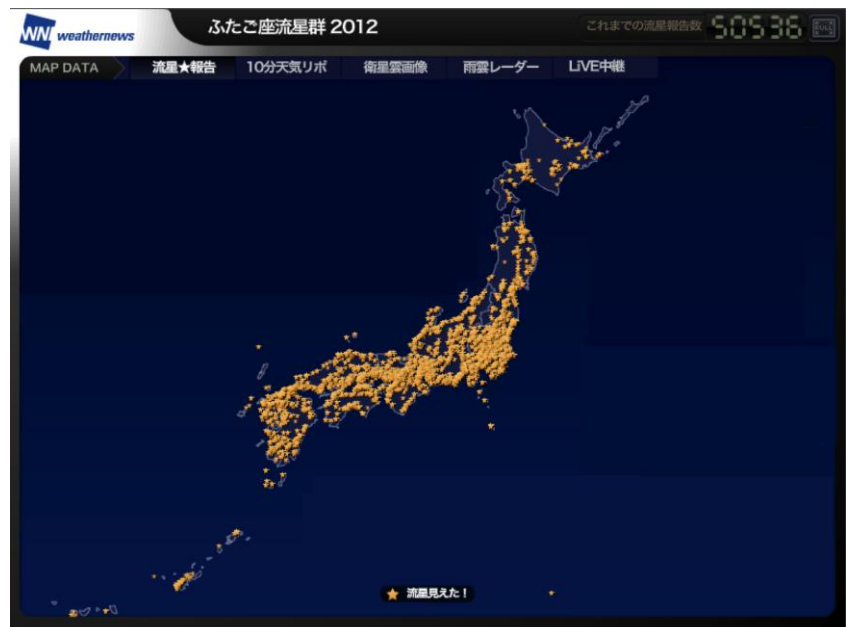 WNI weathernews
ふたご座流星群 2012
これまでの流星報告数 50536
FULL
MAP DATA
流星★報告
10分天気リポ
衛星雲画像
雨雲レーダー
LiVE中継
★ 流星見えた！